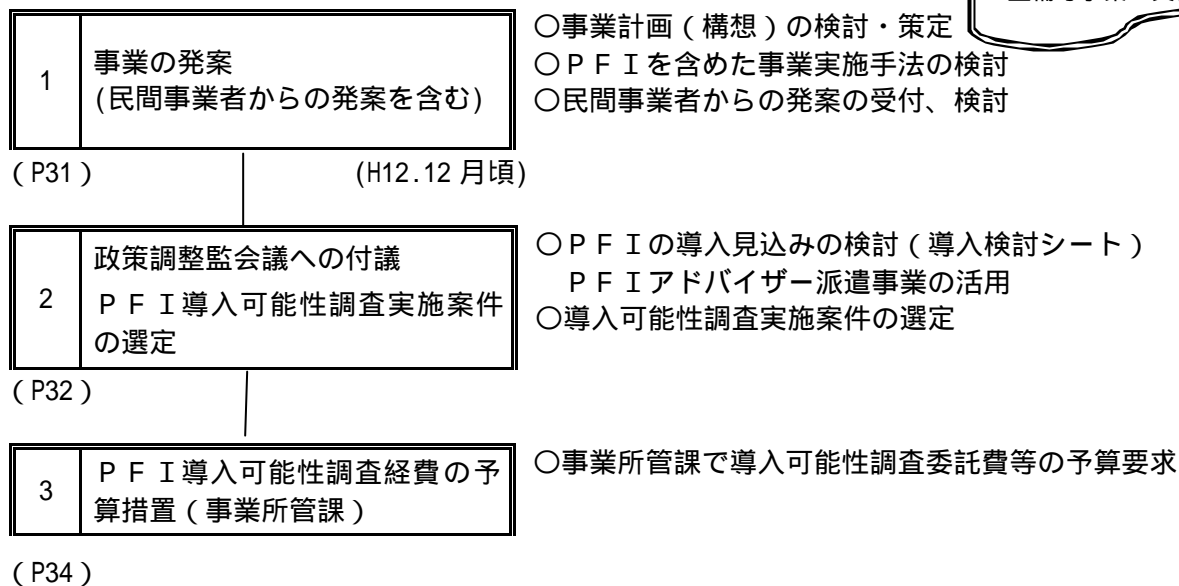 1
事業の発案
(民間事業者からの発案を含む)
○事業計画(構想)の検討・策定
○ＰＦＩを含めた事業実施手法の検討
○民間事業者からの発案の受付、検討
(P31)
(H12.12 月頃)
2
政策調整監会議への付議
ＰＦＩ導入可能性調査実施案件
の選定
○ＰＦＩの導入見込みの検討(導入検討シート)
ＰＦＩアドバイザー派遣事業の活用
○導入可能性調査実施案件の選定
(P32)
3
ＰＦＩ導入可能性調査経費の予
算措置(事業所管課)
○事業所管課で導入可能性調査委託費等の予算要求
(P34)